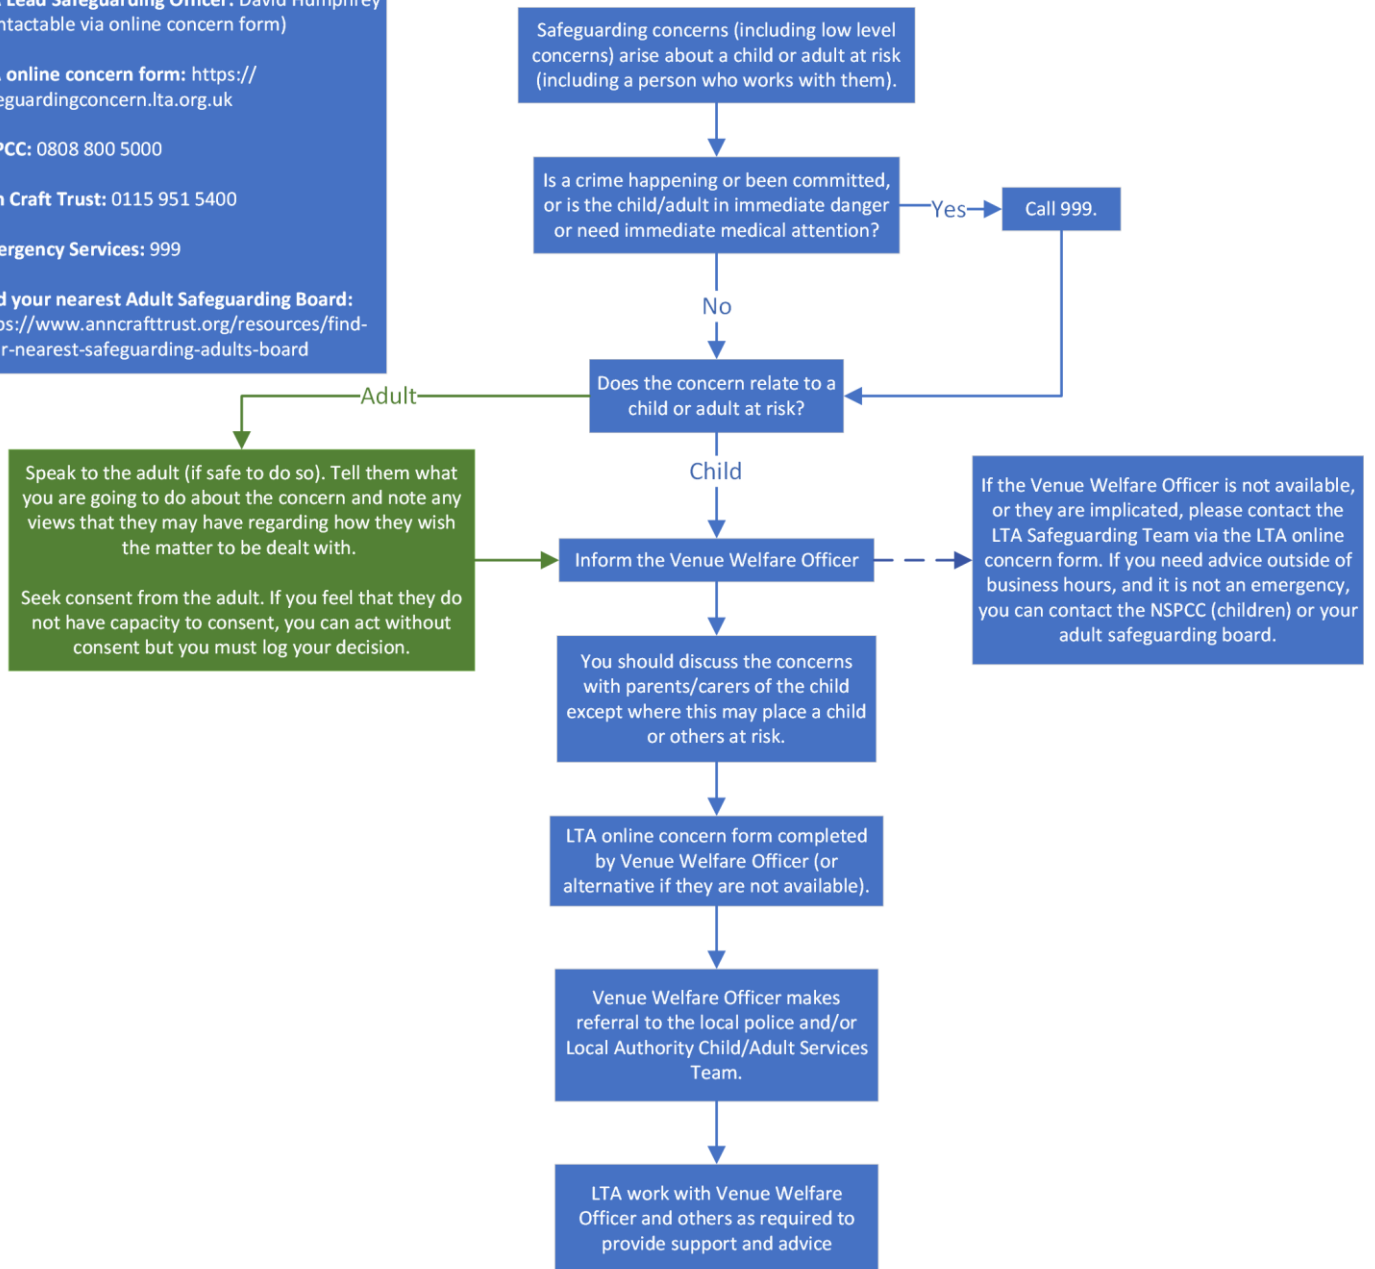 Lead Safeguarding Officer: David Humphrey
ntactable via online concern form)
online concern form: https://
eguardingconcern.lta.org.uk
PCC: 0808 800 5000
n Craft Trust: 0115 951 5400
ergency Services: 999
d your nearest Adult Safeguarding Board:
ps://www.anncrafttrust.org/resources/find-
r-nearest-safeguarding-adults-board
Safeguarding concerns (including low level
concerns) arise about a child or adult at risk
(including a person who works with them).
Is a crime happening or been committed,
or is the child/adult in immediate danger
or need immediate medical attention?
Yes
Call 999.
No
Does the concern relate to a
child or adult at risk?
Adult
Child
Speak to the adult (if safe to do so). Tell them what
you are going to do about the concern and note any
views that they may have regarding how they wish
the matter to be dealt with.
Seek consent from the adult. If you feel that they do
not have capacity to consent, you can act without
consent but you must log your decision.
Inform the Venue Welfare Officer
If the Venue Welfare Officer is not available,
or they are implicated, please contact the
LTA Safeguarding Team via the LTA online
concern form. If you need advice outside of
business hours, and it is not an emergency,
you can contact the NSPCC (children) or your
adult safeguarding board.
You should discuss the concerns
with parents/carers of the child
except where this may place a child
or others at risk.
LTA online concern form completed
by Venue Welfare Officer (or
alternative if they are not available).
Venue Welfare Officer makes
referral to the local police and/or
Local Authority Child/Adult Services
Team.
LTA work with Venue Welfare
Officer and others as required to
provide support and advice